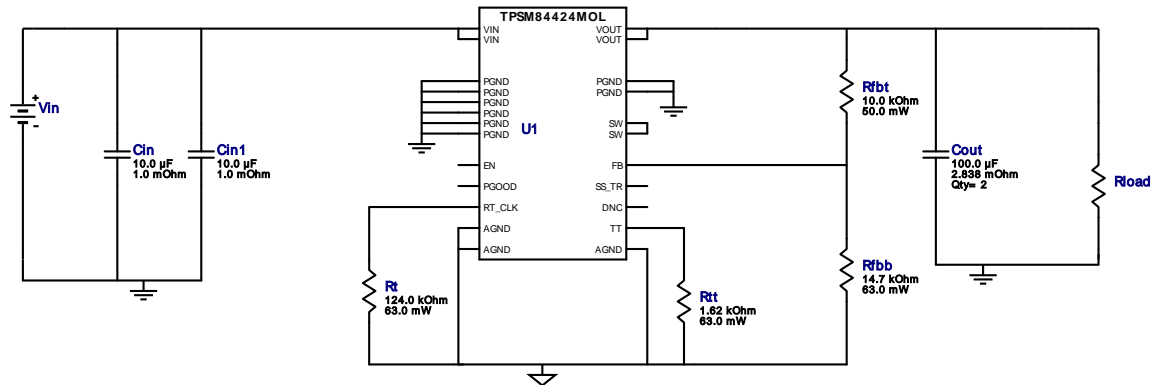 TPSM84424MOL
VIN
VIN
PGND
PGND
PGND
PGND
PGND
PGND
EN
PGOOD
RT_CLK
AGND
AGND
U1
VOUT
VOUT
PGND
PGND
SW
SW
FB
SS_TR
DNC
TT
AGND
+
Vin
-
Cin
10.0 µF
1.0 mOhm
Cin1
10.0 µF
1.0 mOhm
Rt
124.0 kOhm
63.0 mW
Rtt
1.62 kOhm
63.0 mW
Rfbt
10.0 kOhm
50.0 mW
Rfbb
14.7 kOhm
63.0 mW
Cout
100.0 µF
2.838 mOhm
Qty= 2
Rload